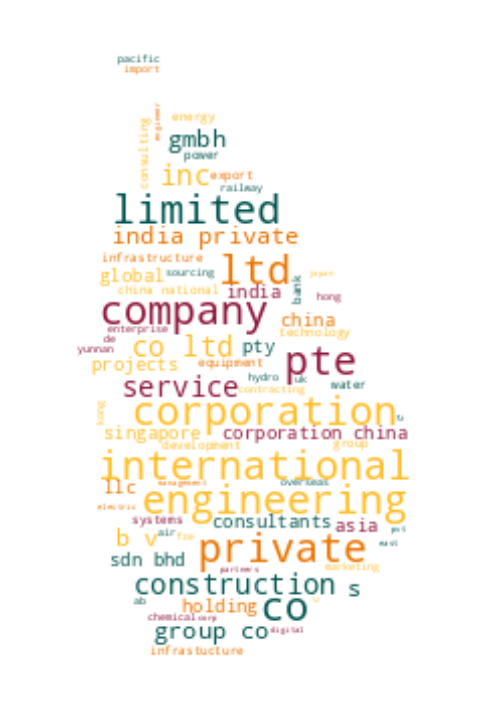 pacific
import
engineer
energy
consulting
gmbh
power
inc export
railway
limited
india private
infrastructure
ltd
global sourcing
japan
bank
china national india
hong
company
china
enterprise
technology
de
co ltd pty
yunnan
pte
projects equipment
hydro uk
service
contracting
water
kong
corporation
singapore corporation china
development
group
international
llc
management
overseas
engineering
electric
systems consultants asia
pvt
b v air
fze
private
east
sdn bhd
partners
marketing
construction s
ab
holding co
chemical corp
group co digital
infrastucture